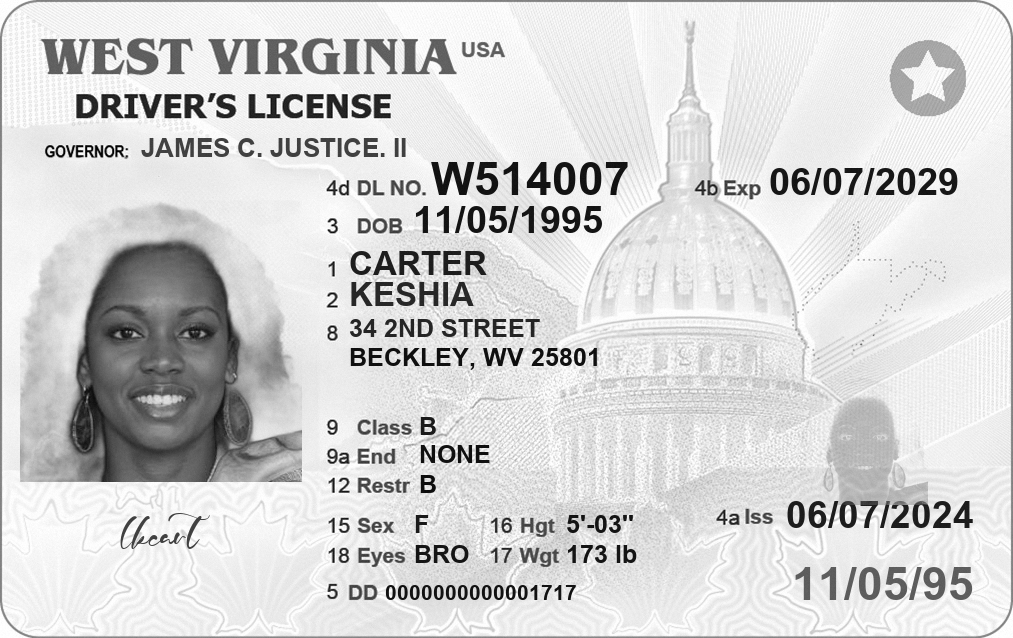 WEST VIRGINIA USA
DRIVER'S LICENSE
GOVERNOR; JAMES C. JUSTICE. II
4d DL NO. W514007 4b Exp 06/07/2029
3 DOB 11/05/1995
1 CARTER
2 KESHIA
8 34 2ND STREET
BECKLEY, WV 25801
9 Class B
9a End NONE
12 Restr B
15 Sex F 16 Hgt 5'-03" 4a Iss 06/07/2024
18 Eyes BRO 17 Wgt 173 lb
5 DD 0000000000001717
11/05/95